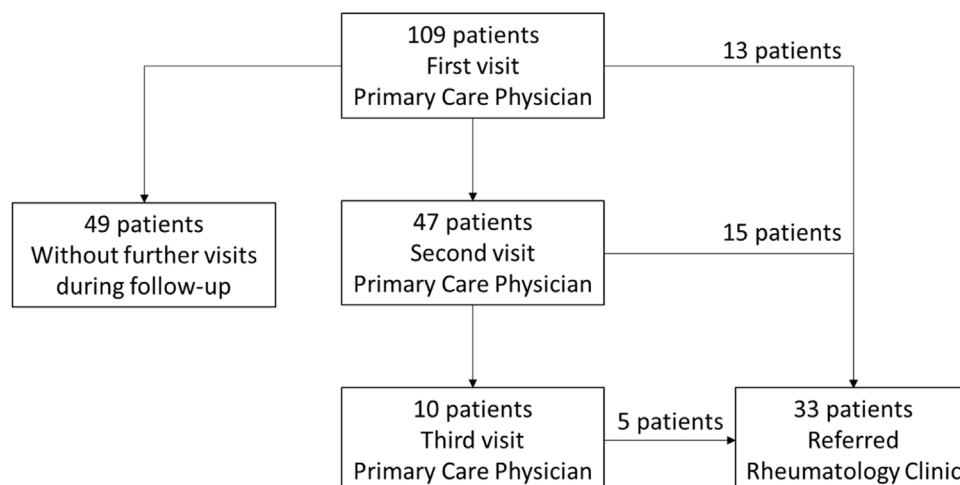 109 patients
First visit
Primary Care Physician
13 patients
49 patients
Without further visits
during follow-up
47 patients
Second visit
Primary Care Physician
15 patients
10 patients
Third visit
Primary Care Physician
5 patients
33 patients
Referred
Rheumatology Clinic